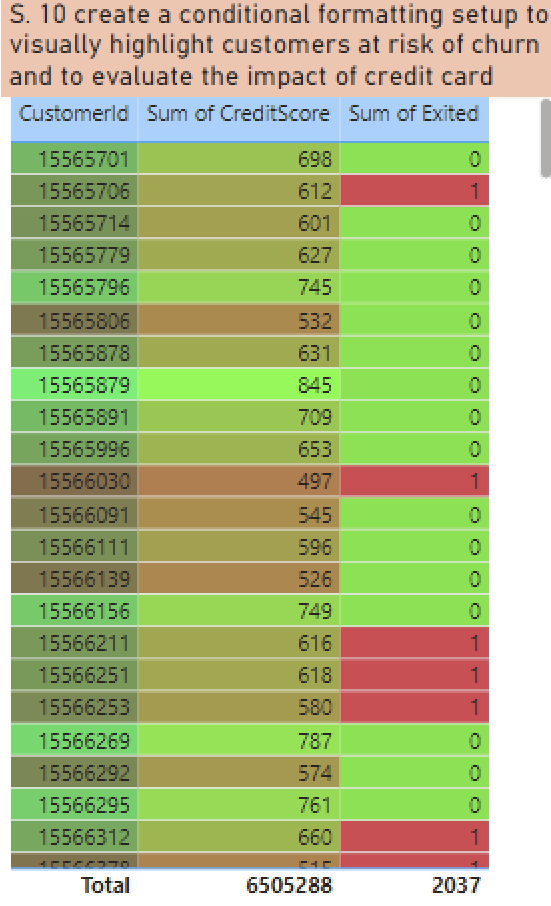 S. 10 create a conditional formatting setup to
visually highlight customers at risk of churn
and to evaluate the impact of credit card
CustomerId Sum of CreditScore Sum of Exited
15565701 698 0
15565706 612 1
15565714 601 0
15565779 627 0
15565796 745 0
15565806 532 0
15565878 631 0
15565879 845 0
15565891 709 0
15565996 653 0
15566030 497 1
15566091 545 0
15566111 596 0
15566139 526 0
15566156 749 0
15566211 616 1
15566251 618 1
15566253 580 1
15566269 787 0
15566292 574 0
15566295 761 0
15566312 660 1
Total 6505288 2037